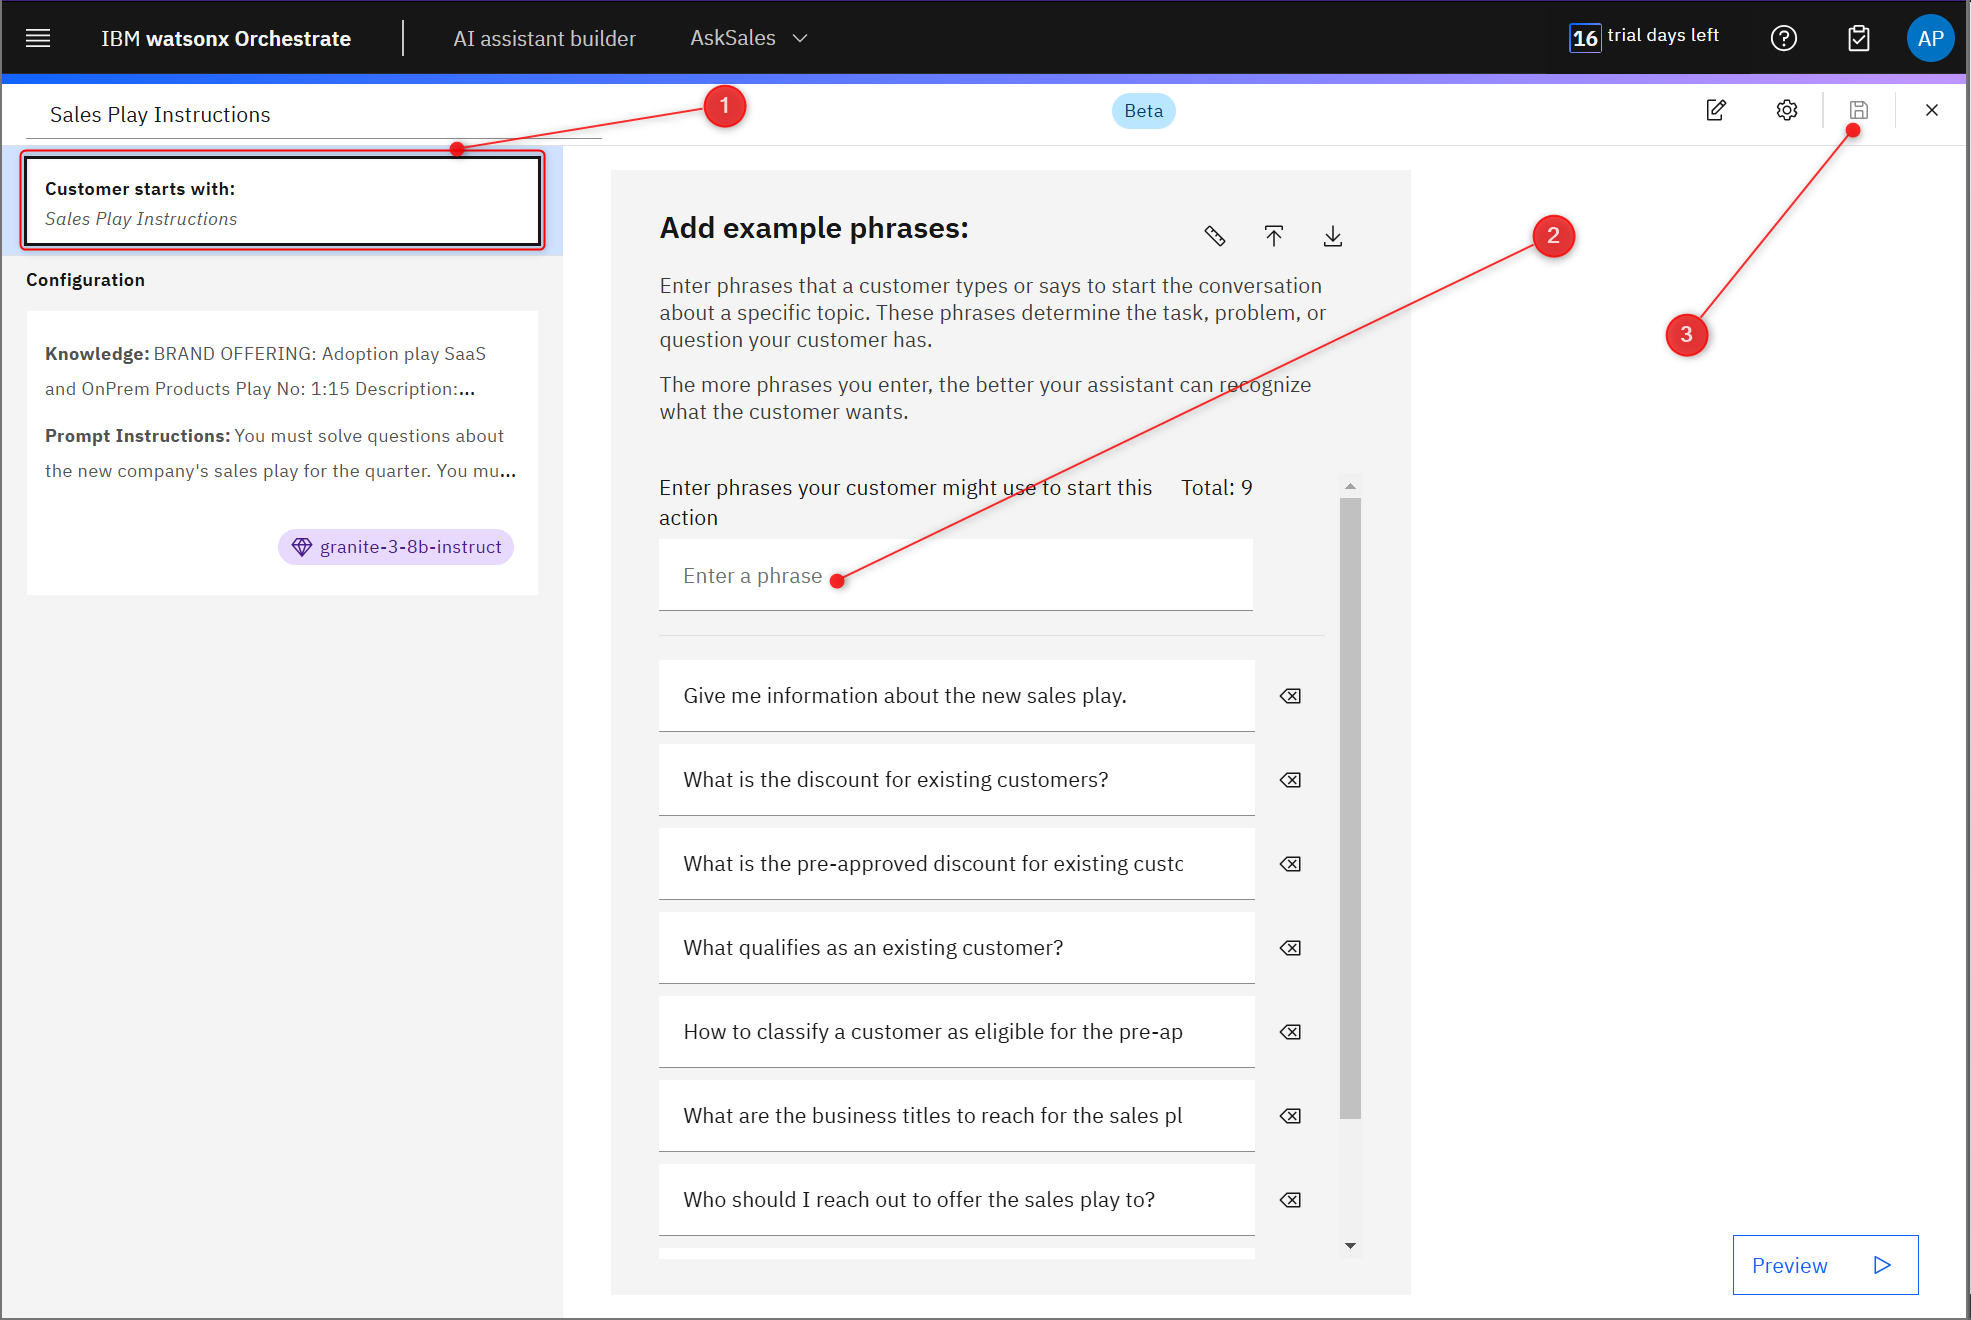 IBM watsonx Orchestrate
AI assistant builder
AskSales
16 trial days left
AP
Sales Play Instructions
1
Beta
Customer starts with:
Sales Play Instructions
Configuration
Knowledge: BRAND OFFERING: Adoption play SaaS
and OnPrem Products Play No: 1:15 Description:...
Prompt Instructions: You must solve questions about
the new company's sales play for the quarter. You mu...
granite-3-8b-instruct
Add example phrases:
2
3
Enter phrases that a customer types or says to start the conversation
about a specific topic. These phrases determine the task, problem, or
question your customer has.
The more phrases you enter, the better your assistant can recognize
what the customer wants.
Enter phrases your customer might use to start this
action
Total: 9
Enter a phrase
Give me information about the new sales play.
What is the discount for existing customers?
What is the pre-approved discount for existing custo
What qualifies as an existing customer?
How to classify a customer as eligible for the pre-ap
What are the business titles to reach for the sales pl
Who should I reach out to offer the sales play to?
Preview